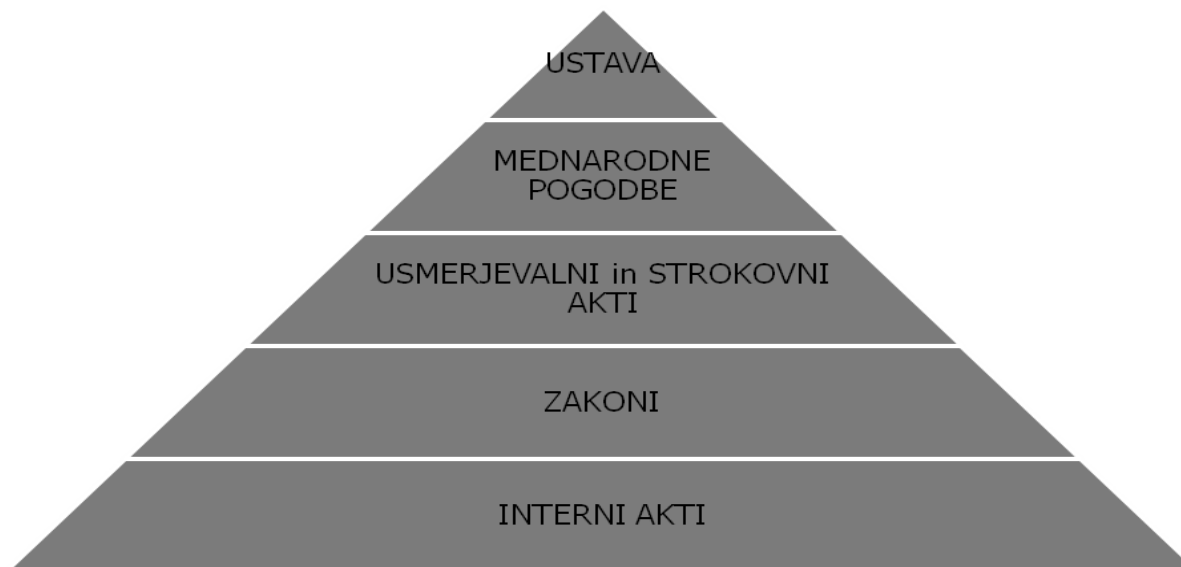 USTAVA
MEDNARODNE
POGODBE
USMERJEVALNI in STROKOVNI
AKTI
ZAKONI
INTERNI AKTI